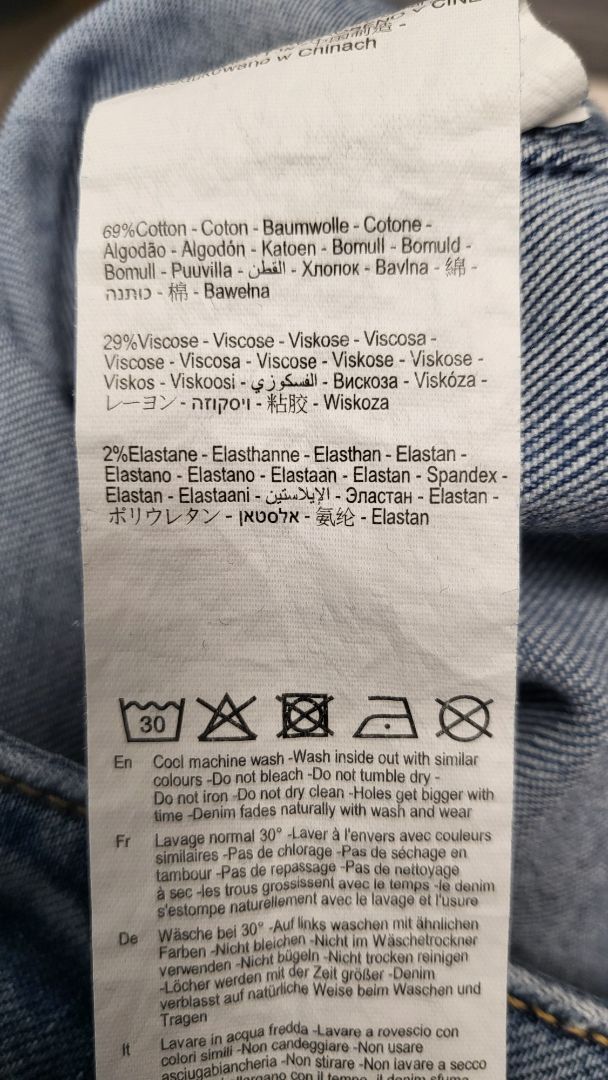 w Chinach
69%Cotton - Coton - Baumwolle - Cotone -
Algodão - Algodón - Katoen - Bomull - Bomuld -
Bomull - Puuvilla - القطن - Хлопок - Bavlna - 綿 -
כותנה - 棉 - Bawełna
29%Viscose - Viscose - Viskose - Viscosa -
Viscose - Viscosa - Viscose - Viskose - Viskose -
Viskos - Viskoosi - الفسكوزي - Вискоза - Viskóza -
レーヨン - ויסקוזה - 粘胶 - Wiskoza
2%Elastane - Elasthanne - Elasthan - Elastan -
Elastano - Elastano - Elastaan - Elastan - Spandex -
Elastan - Elastaani - الإيلاستين - Эластан - Elastan -
ポリウレタン - אלסטאן - 氨纶 - Elastan
30
En Cool machine wash -Wash inside out with similar
colours -Do not bleach -Do not tumble dry -
Do not iron -Do not dry clean -Holes get bigger with
time -Denim fades naturally with wash and wear
Fr Lavage normal 30° -Laver à l'envers avec couleurs
similaires -Pas de chlorage -Pas de séchage en
tambour -Pas de repassage -Pas de nettoyage
à sec -les trous grossissent avec le temps -le denim
s'estompe naturellement avec le lavage et l'usure
De Wäsche bei 30° -Auf links waschen mit ähnlichen
Farben -Nicht bleichen -Nicht im Wäschetrockner
verwenden -Nicht bügeln -Nicht trocken reinigen
-Löcher werden mit der Zeit größer -Denim
verblasst auf natürliche Weise beim Waschen und
Tragen
It Lavare in acqua fredda -Lavare a rovescio con
colori simili -Non candeggiare -Non usare
asciugabiancheria -Non stirare -Non lavare a secco
con il tempo, il denim